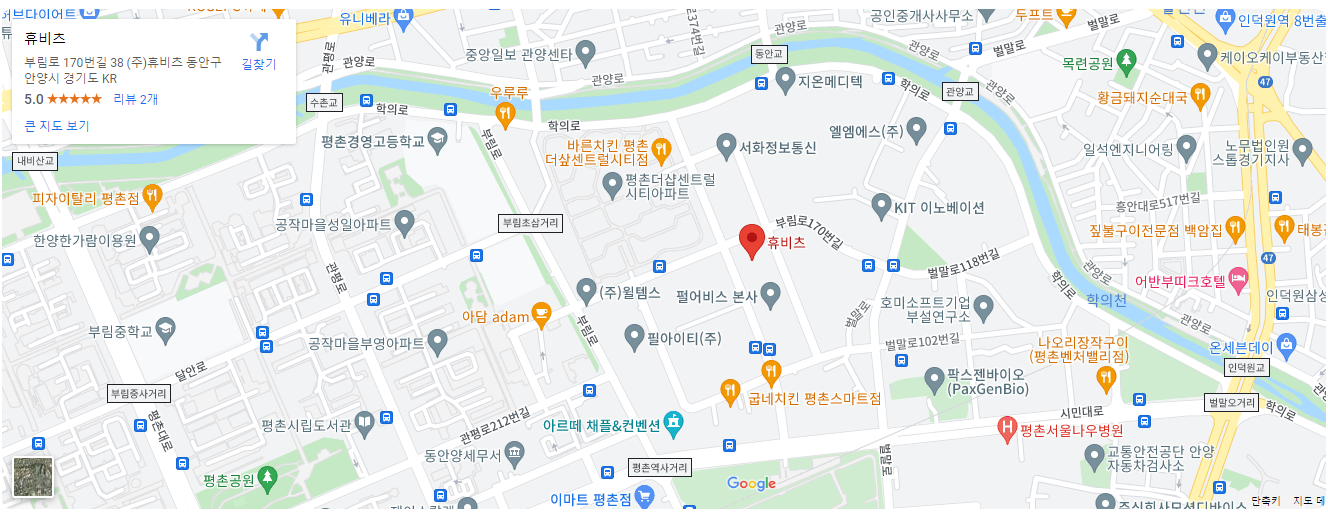 휴비츠
부림로 170번길 38 (주)휴비츠 동안구
안양시 경기도 KR
5.0
리뷰 2개
큰 지도 보기
길찾기
유니베라
중앙일보 관양센타
공인중개사사무소
두프트
인덕원역 8번출
관평로
관양로
동안교
관양로
목련공원
케이오케이부동산
수촌교
학의로
우루루
관양로
지온메디텍
학의로
관양교
관양로
47
황금돼지순대국
평촌경영고등학교
부림로
학의로
바른치킨 평촌
더샾센트럴시티점
서화정보통신
엘엠에스(주)
일석엔지니어링
노무법인원
스톱경기지사
내비산교
피자이탈리 평촌점
평촌더샵센트럴
시티아파트
KIT 이노베이션
흥안대로517번길
공작마을성일아파트
부림초삼거리
부림로170번길
짚불구이전문점 백암집
한양한가람이용원
휴비츠
벌말로118번길
관양로
47
관평로
(주)윌템스
펄어비스 본사
학의로
학의천
어반부띠크호텔
호미소프트기업
부설연구소
관양로
아담 adam
부림로
벌말로
부림중학교
공작마을부영아파트
필아이티(주)
벌말로102번길
나오리장작구이
(평촌벤처밸리점)
온세븐데이
달안로
인덕원교
팍스젠바이오
(PaxGenBio)
부림중사거리
굽네치킨 평촌스마트점
벌말오거리
시민대로
학의로
평촌대로
평촌시립도서관
관평로212번길
아르떼 채플&컨벤션
평촌서울나우병원
동안양세무서
평촌역사거리
벌말로
교통안전공단 안양
자동차검사소
평촌공원
Google
이마트 평촌점
단축키
지도 데